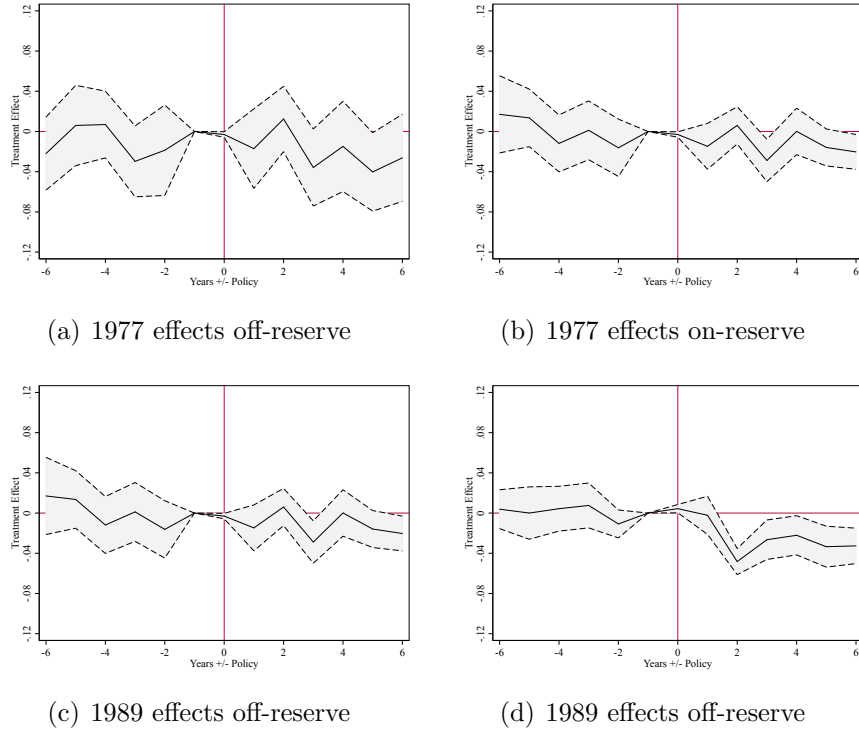 Treatment Effect
.12
.08
.04
0
-.04
-.08
-.12
-6 -4 -2 0 2 4 6
Years +/- Policy
(a) 1977 effects off-reserve
Treatment Effect
.12
.08
.04
0
-.04
-.08
-.12
-6 -4 -2 0 2 4 6
Years +/- Policy
(b) 1977 effects on-reserve
Treatment Effect
.12
.08
.04
0
-.04
-.08
-.12
-6 -4 -2 0 2 4 6
Years +/- Policy
(c) 1989 effects off-reserve
Treatment Effect
.12
.08
.04
0
-.04
-.08
-.12
-6 -4 -2 0 2 4 6
Years +/- Policy
(d) 1989 effects off-reserve